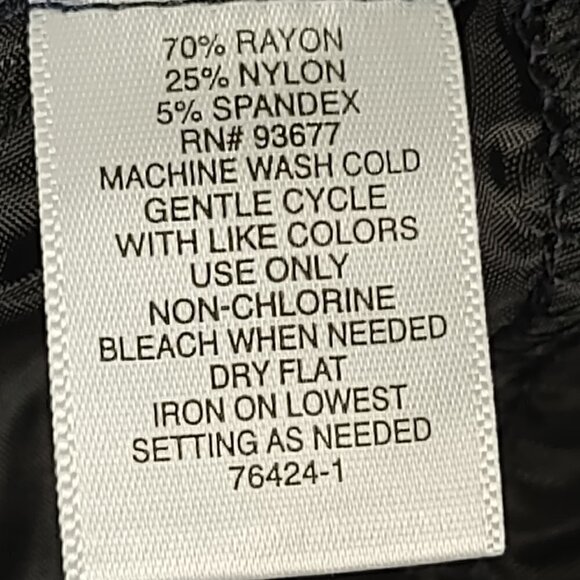 70% RAYON
25% NYLON
5% SPANDEX
RN# 93677
MACHINE WASH COLD
GENTLE CYCLE
WITH LIKE COLORS
USE ONLY
NON-CHLORINE
BLEACH WHEN NEEDED
DRY FLAT
IRON ON LOWEST
SETTING AS NEEDED
76424-1